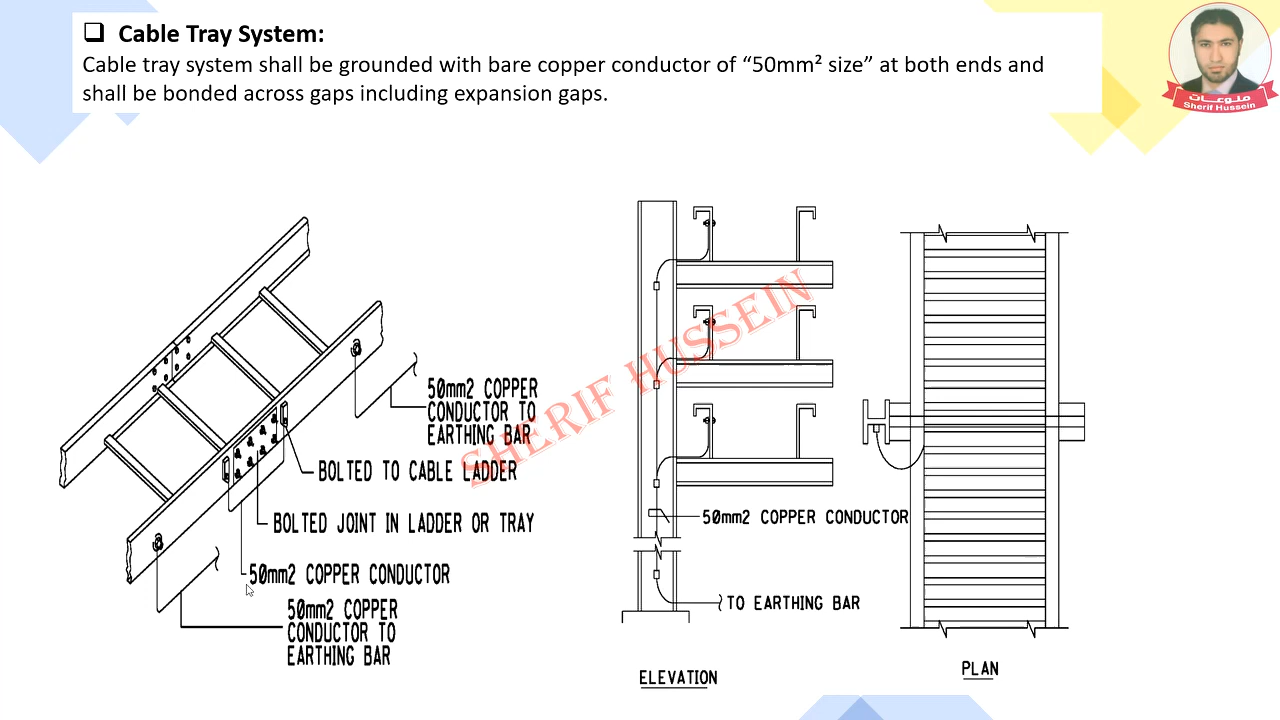 Cable Tray System:
Cable tray system shall be grounded with bare copper conductor of “50mm² size” at both ends and
shall be bonded across gaps including expansion gaps.
منوعات
Sherif Hussein
50mm2 COPPER
CONDUCTOR TO
EARTHING BAR
BOLTED TO CABLE LADDER
BOLTED JOINT IN LADDER OR TRAY
50mm2 COPPER CONDUCTOR
50mm2 COPPER
CONDUCTOR TO
EARTHING BAR
SHERIF HUSSEIN
50mm2 COPPER CONDUCTOR
TO EARTHING BAR
ELEVATION
PLAN